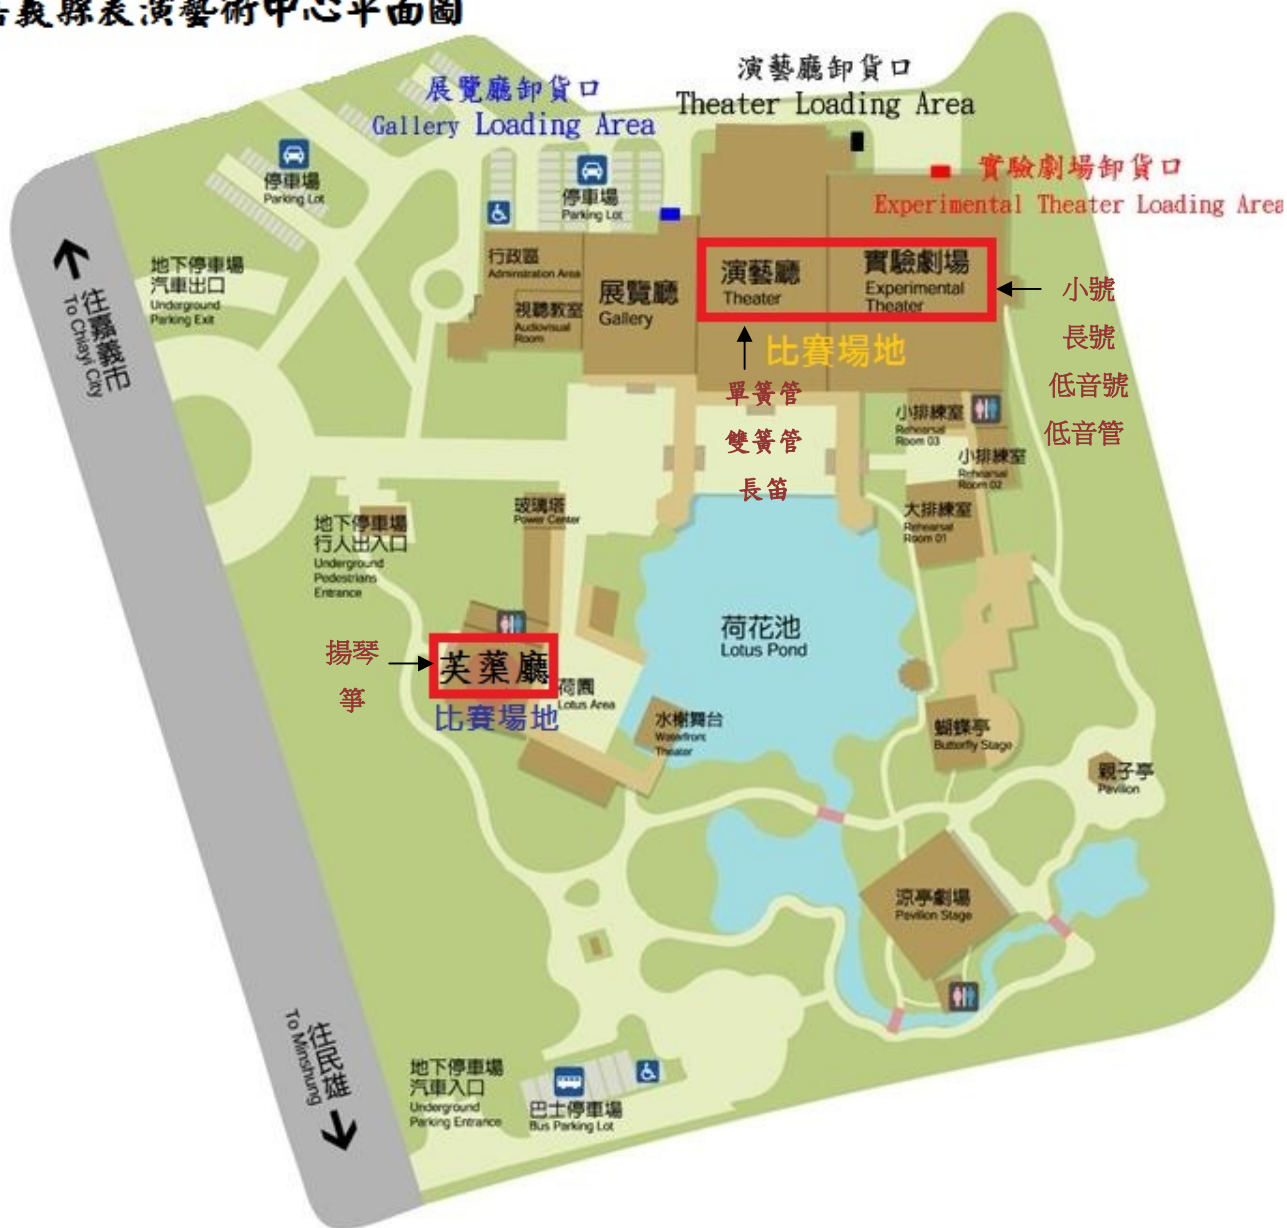 義縣表演藝術中心平面圖
演藝廳卸貨口
Theater Loading Area
展覽廳卸貨口
Gallery Loading Area
實驗劇場卸貨口
Experimental Theater Loading Area
停車場
Parking Lot
停車場
Parking Lot
往嘉義市
To Chiayi City
地下停車場
汽車出口
Underground
Parking Exit
行政區
Adminstration Area
視聽教室
Audiovisual
Room
展覽廳
Gallery
演藝廳
Theater
實驗劇場
Experimental
Theater
比賽場地
小號
長號
低音號
低音管
單簧管
雙簧管
長笛
小排練室
Rehearsal
Room 03
小排練室
Rehearsal
Room 02
大排練室
Rehearsal
Room 01
玻璃塔
Power Center
地下停車場
行人出入口
Underground
Pedestrians
Entrance
荷花池
Lotus Pond
揚琴
箏
芙蕖廳
比賽場地
荷園
Lotus Area
水榭舞台
Waterfront
Theater
蝴蝶亭
Butterfly Stage
親子亭
Pavilion
涼亭劇場
Pavilion Stage
往民雄
To Minshung
地下停車場
汽車入口
Underground
Parking Entrance
巴士停車場
Bus Parking Lot